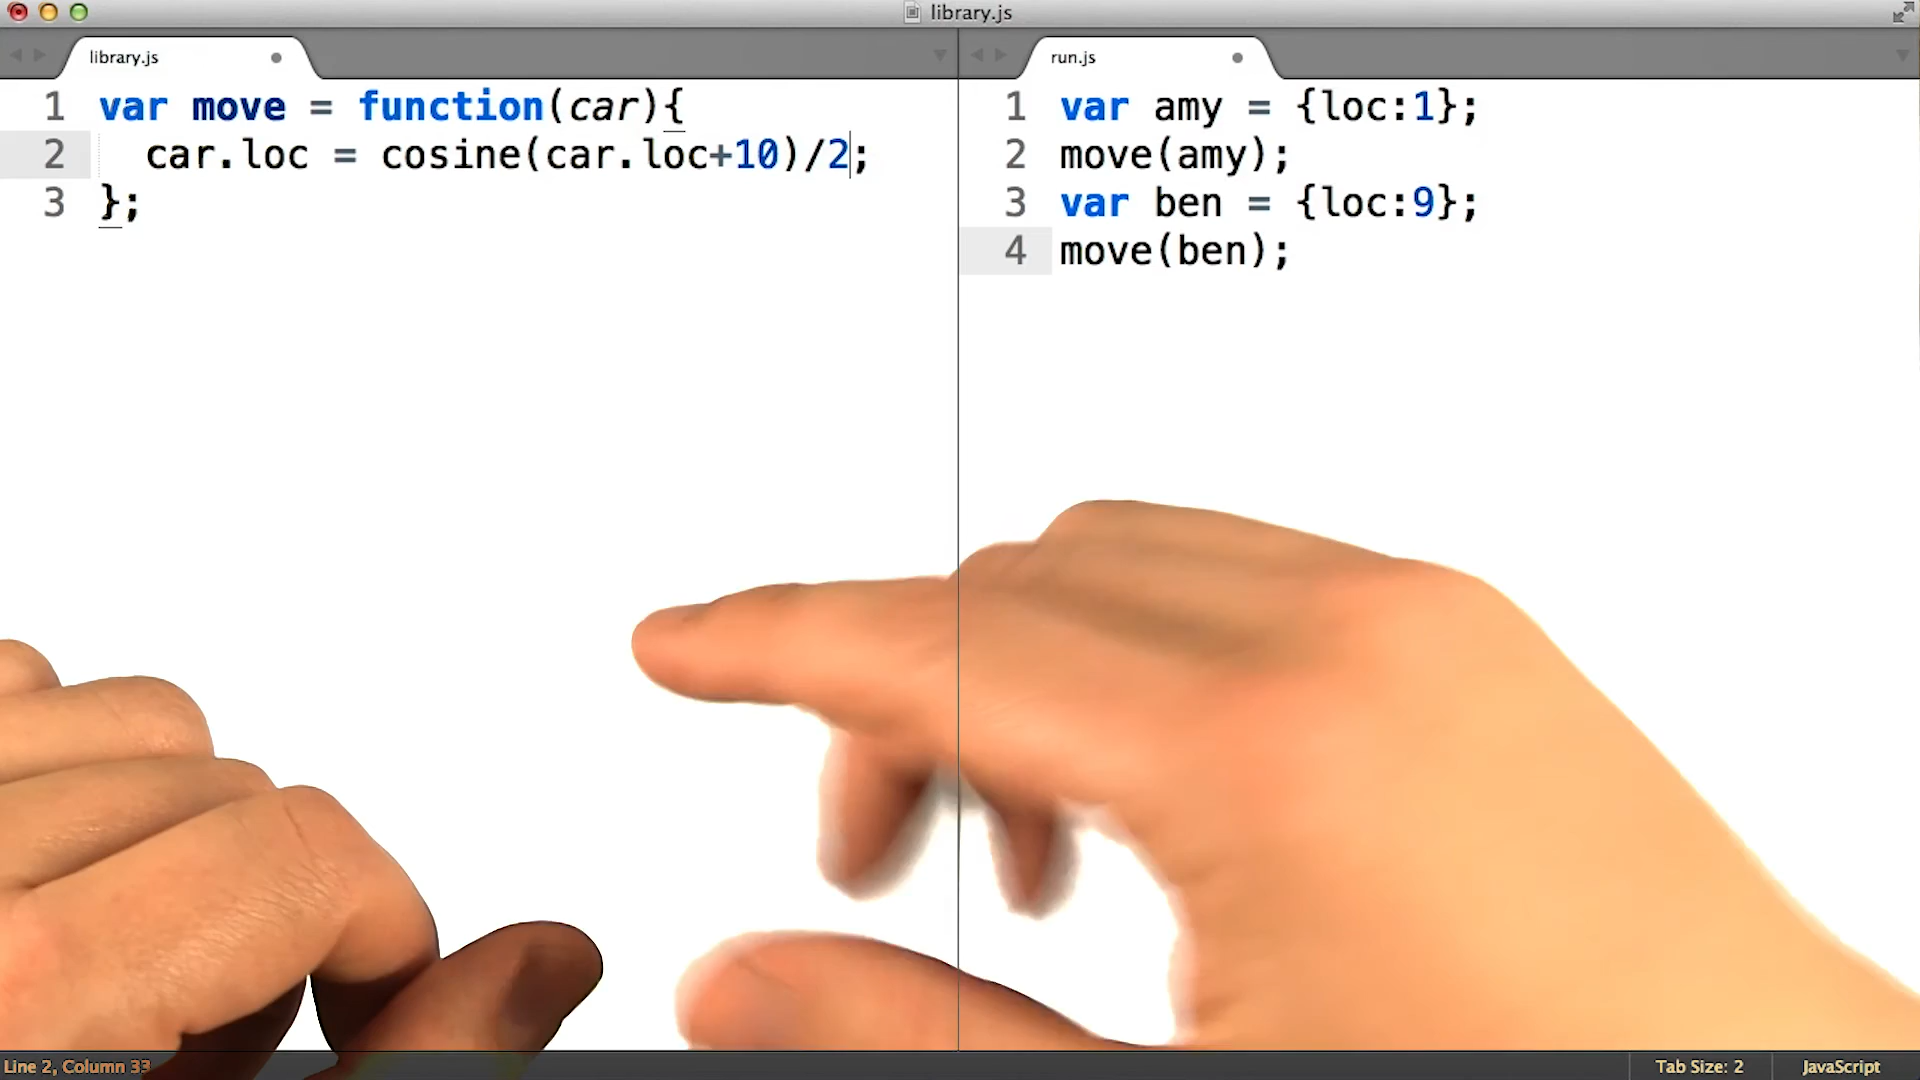 library.js
library.js
1 var move = function(car){
2 car.loc = cosine(car.loc+10)/2;
3 };
run.js
1 var amy = {loc:1};
2 move(amy);
3 var ben = {loc:9};
4 move(ben);
Line 2, Column 33
Tab Size: 2
JavaScript